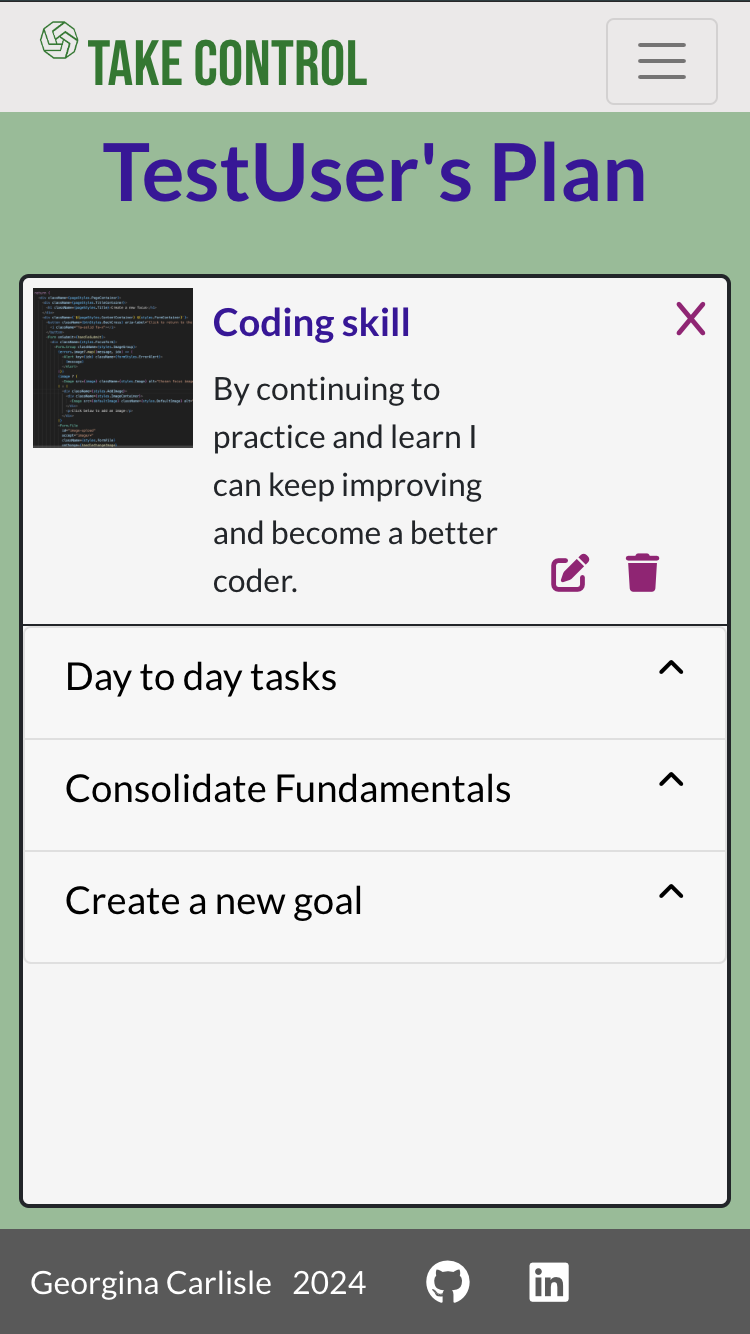 TAKE CONTROL
TestUser's Plan
Coding skill
By continuing to
practice and learn I
can keep improving
and become a better
coder.
Day to day tasks
Consolidate Fundamentals
Create a new goal
Georgina Carlisle 2024
in